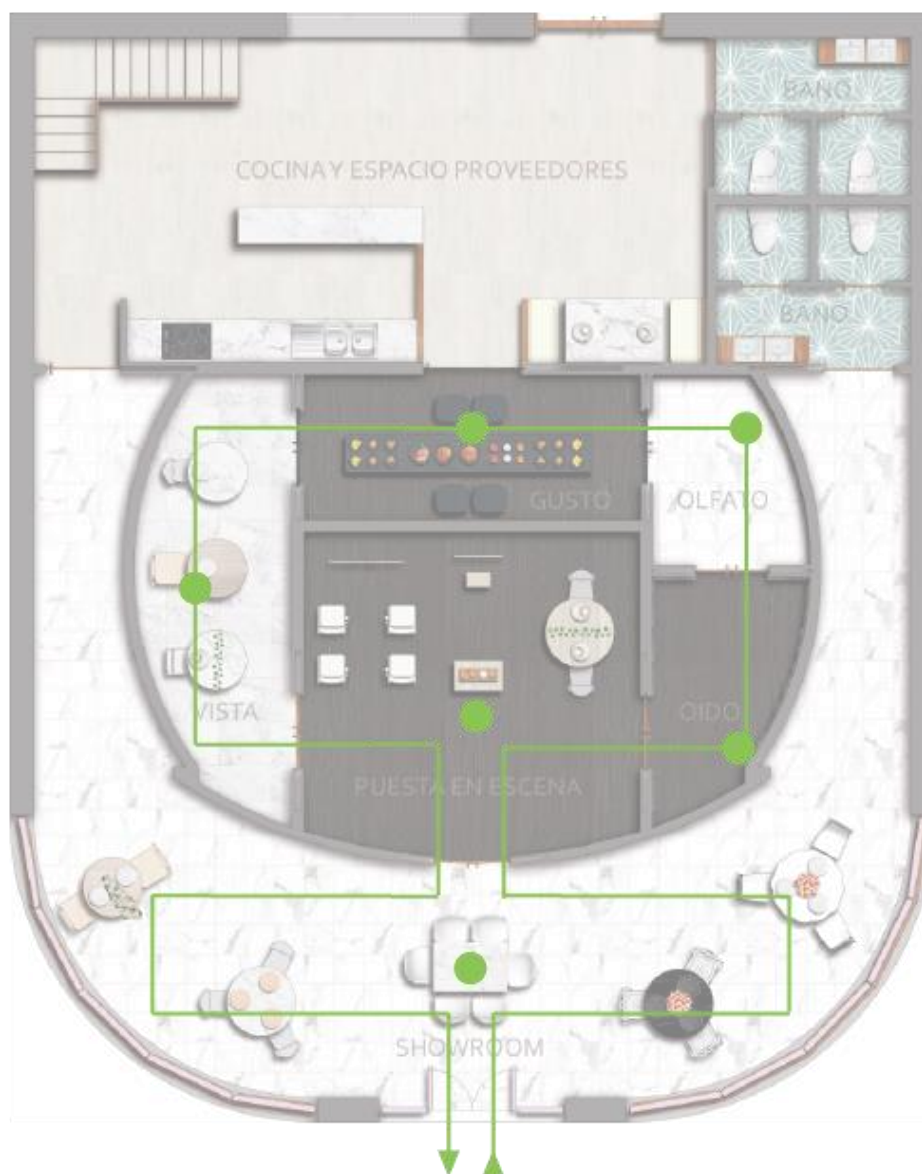 BAÑO
COCINA Y ESPACIO PROVEEDORES
BAÑO
GUSTO
OLFATO
VISTA
OIDO
PUESTA EN ESCENA
SHOWROOM